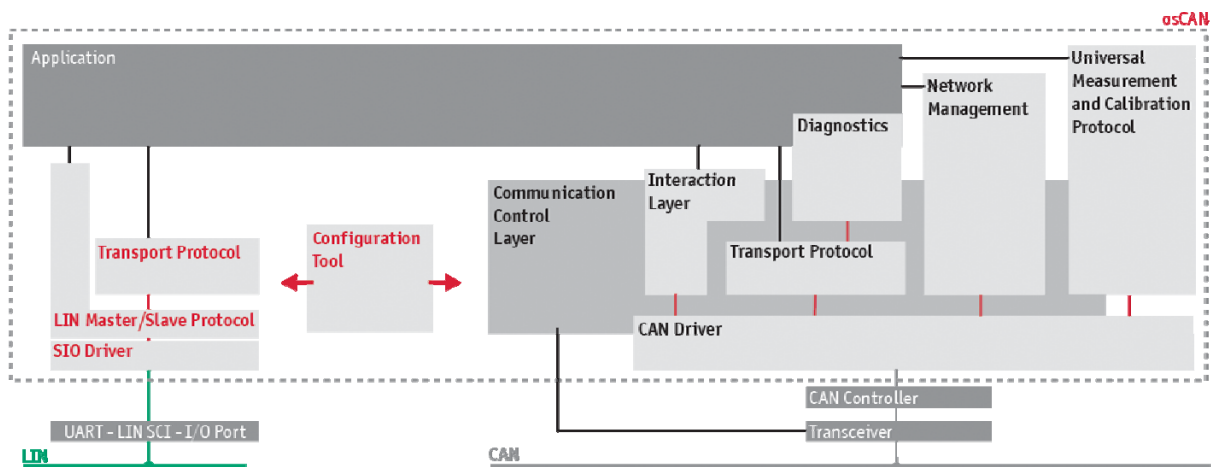 osCAN
Application
Universal
Measurement
and Calibration
Protocol
Network
Management
Diagnostics
Interaction
Layer
Communication
Control
Layer
Configuration
Tool
Transport Protocol
Transport Protocol
LIN Master/Slave Protocol
CAN Driver
SIO Driver
CAN Controller
UART - LIN SCI - I/O Port
Transceiver
LIN
CAN